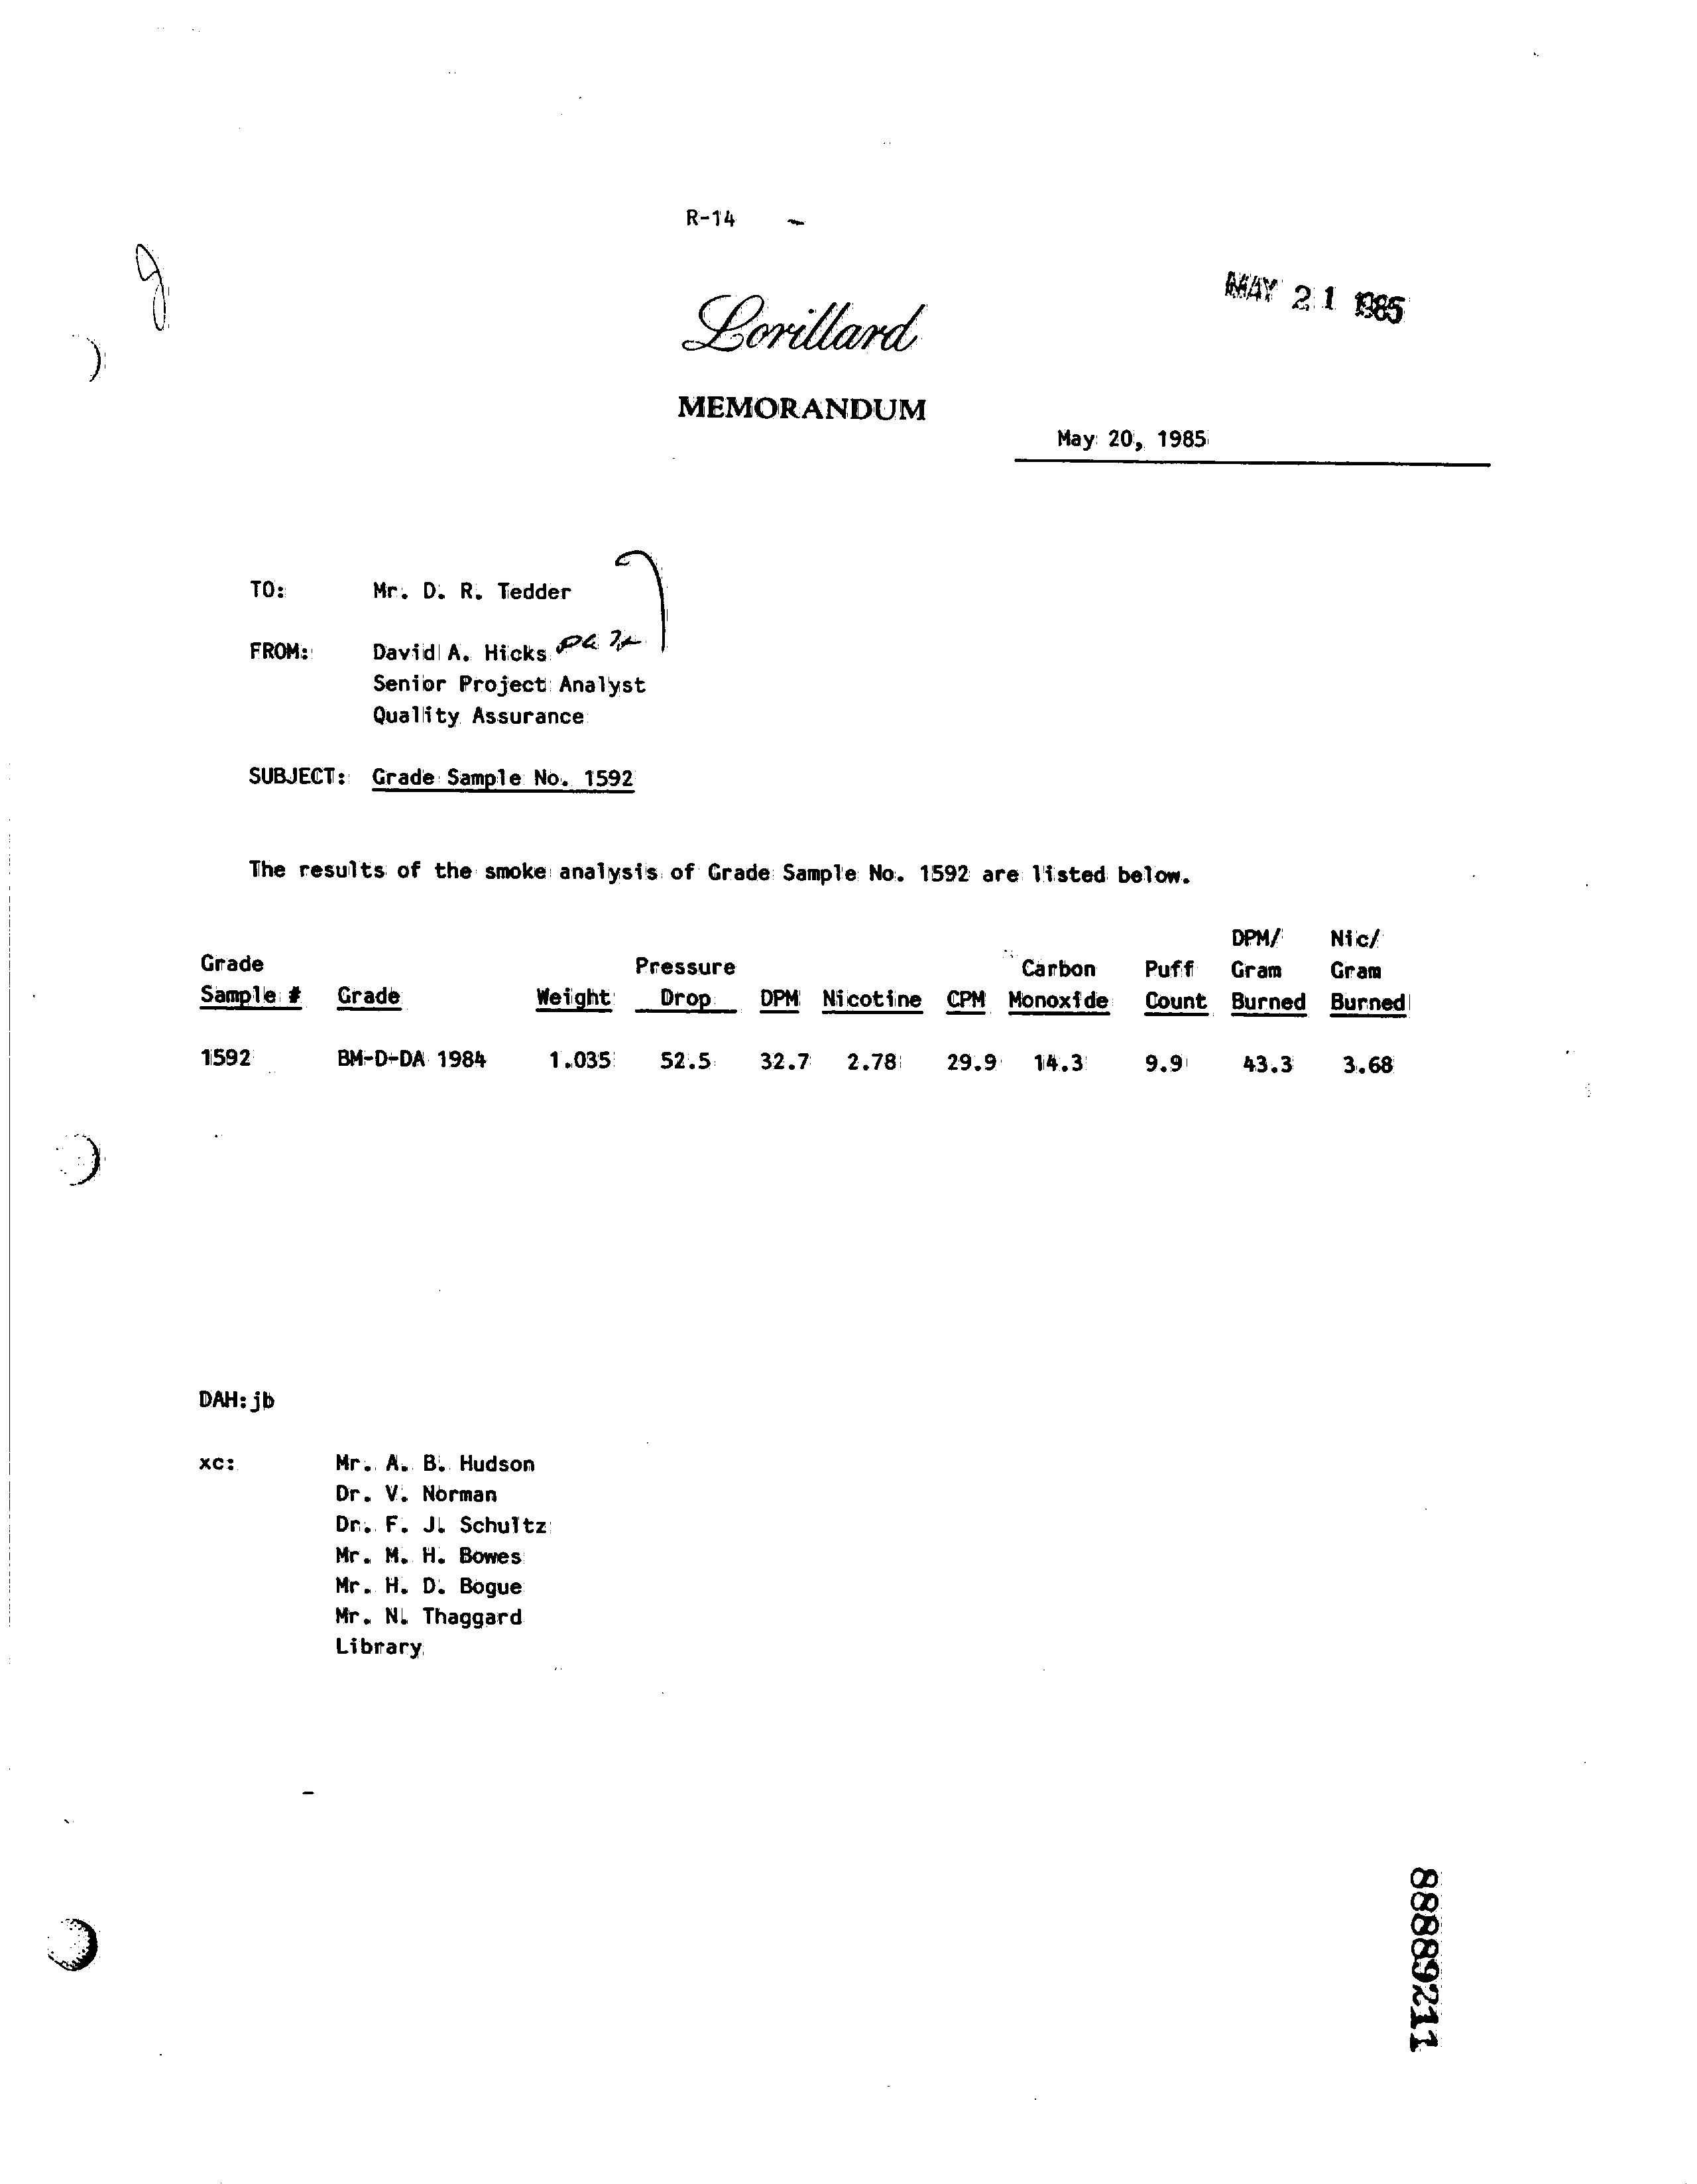 R-14
MAY 21 1985
Lorillard
MEMORANDUM
May 20, 1985
TO: Mr. D. R. Tedder
FROM: David A. Hicks
Senior Project Analyst
Quality Assurance
SUBJECT: Grade Sample No. 1592
The results of the smoke analysis of Grade Sample No. 1592 are listed below.
DPM/ Nic/
Grade Pressure Carbon Puff Gram Gram
Sample # Grade Weight Drop DPM Nicotine CPM Monoxide Count Burned Burned
1592 BM-D-DA 1984 1.035 52.5 32.7 2.78 29.9 14.3 9.9 43.3 3.68
DAH:jb
xc: Mr. A. B. Hudson
Dr. V. Norman
Dr. F. J. Schultz
Mr. M. H. Bowes
Mr. H. D. Bogue
Mr. N. Thaggard
Library
88889211